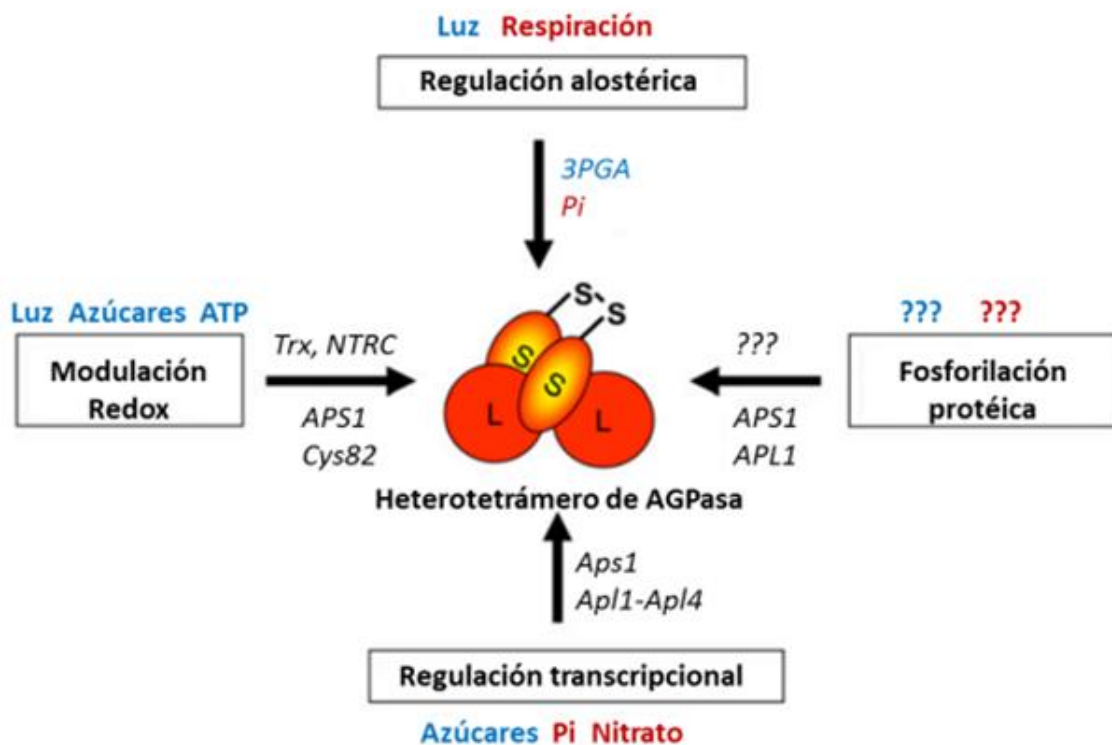 Luz Respiración
Regulación alostérica
3PGA
Pi
Luz Azúcares ATP
Modulación
Redox
Trx, NTRC
APS1
Cys82
S
S
S
S
L
L
??? ???
Fosforilación
protéica
???
APS1
APL1
Heterotetrámero de AGPasa
Aps1
Apl1-Apl4
Regulación transcripcional
Azúcares Pi Nitrato